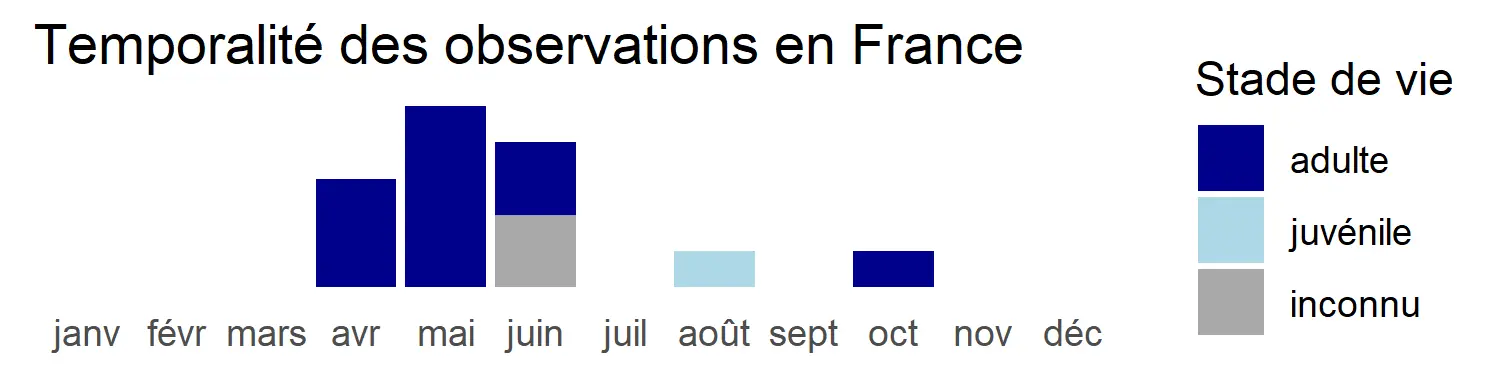 Temporalité des observations en France
Stade de vie
adulte
juvénile
inconnu
janv févr mars avr mai juin juil août sept oct nov déc